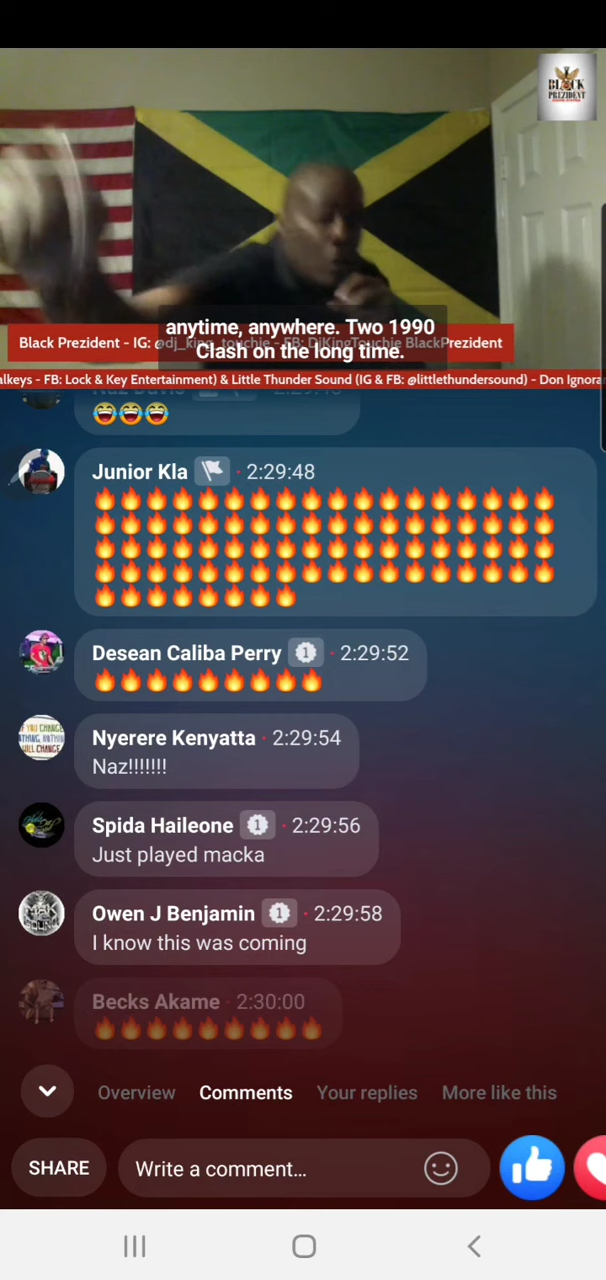 BLACK
PREZIDENT
anytime, anywhere. Two 1990
Clash on the long time.
Black Prezident - IG: @dj_king_touchie - FB: DjKingTouchie BlackPrezident
alkeys - FB: Lock & Key Entertainment) & Little Thunder Sound (IG & FB: @littlethundersound) - Don Ignora
😂😂😂
Junior Kla · 2:29:48
🔥🔥🔥🔥🔥🔥🔥🔥🔥🔥🔥🔥🔥🔥🔥🔥🔥🔥
🔥🔥🔥🔥🔥🔥🔥🔥🔥🔥🔥🔥🔥🔥🔥🔥🔥🔥
🔥🔥🔥🔥🔥🔥🔥🔥🔥🔥🔥🔥🔥🔥🔥🔥🔥🔥
🔥🔥🔥🔥🔥🔥🔥🔥🔥🔥🔥🔥🔥🔥🔥🔥🔥🔥
🔥🔥🔥🔥🔥🔥🔥🔥
Desean Caliba Perry 1 · 2:29:52
🔥🔥🔥🔥🔥🔥🔥🔥🔥
Nyerere Kenyatta · 2:29:54
Naz!!!!!!!
Spida Haileone 1 · 2:29:56
Just played macka
Owen J Benjamin 1 · 2:29:58
I know this was coming
Becks Akame · 2:30:00
🔥🔥🔥🔥🔥🔥🔥🔥🔥
Overview Comments Your replies More like this
SHARE Write a comment...